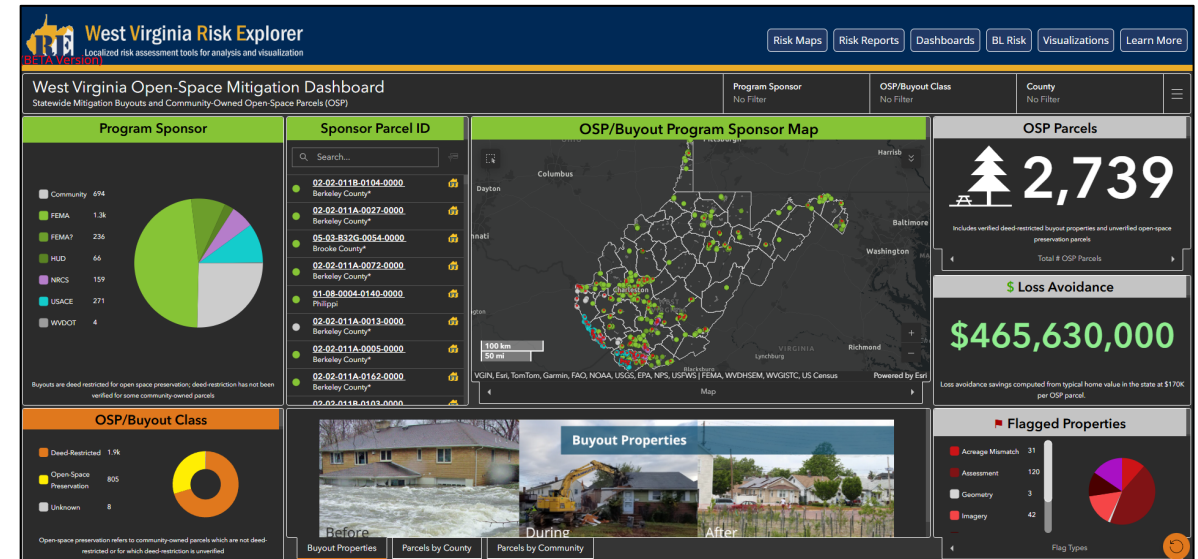 West Virginia Risk Explorer
Localized risk assessment tools for analysis and visualization
RE
(BETA Version)
Risk Maps
Risk Reports
Dashboards
BL Risk
Visualizations
Learn More
West Virginia Open-Space Mitigation Dashboard
Statewide Mitigation Buyouts and Community-Owned Open-Space Parcels (OSP)
Program Sponsor
No Filter
OSP/Buyout Class
No Filter
County
No Filter
Program Sponsor
Community 694
FEMA 1.3k
FEMA? 236
HUD 66
NRCS 159
USACE 271
WVDOT 4
Buyouts are deed restricted for open space preservation; deed-restriction has not been
verified for some community-owned parcels
Sponsor Parcel ID
Search...
02-02-011B-0104-0000
Berkeley County*
02-02-011A-0027-0000
Berkeley County*
05-03-B32G-0054-0000
Brooke County*
02-02-011A-0072-0000
Berkeley County*
01-08-0004-0140-0000
Philippi
02-02-011A-0013-0000
Berkeley County*
02-02-011A-0005-0000
Berkeley County*
02-02-011A-0162-0000
Berkeley County*
02-02-011B-0103-0000
OSP/Buyout Program Sponsor Map
Pittsburgh
Harrisb
Columbus
Dayton
nnati
Baltimore
Washington
MA
Charleston
WEST
ngton
VIRGINIA
Richmond
Lynchburg
Blacksburg
100 km
50 mi
+
−
VGIN, Esri, TomTom, Garmin, FAO, NOAA, USGS, EPA, NPS, USFWS | FEMA, WVDHSEM, WVGISTC, US Census
Powered by Esri
Map
OSP Parcels
2,739
Includes verified deed-restricted buyout properties and unverified open-space
preservation parcels
Total # OSP Parcels
$ Loss Avoidance
$465,630,000
Loss avoidance savings computed from typical home value in the state at $170K
per OSP parcel.
OSP/Buyout Class
Deed-Restricted 1.9k
Open-Space
Preservation 805
Unknown 8
Open-space preservation refers to community-owned parcels which are not deed-
restricted or for which deed-restriction is unverified
Buyout Properties
Before
During
After
Buyout Properties
Parcels by County
Parcels by Community
Flagged Properties
Acreage Mismatch 31
Assessment 120
Geometry 3
Imagery 42
Flag Types